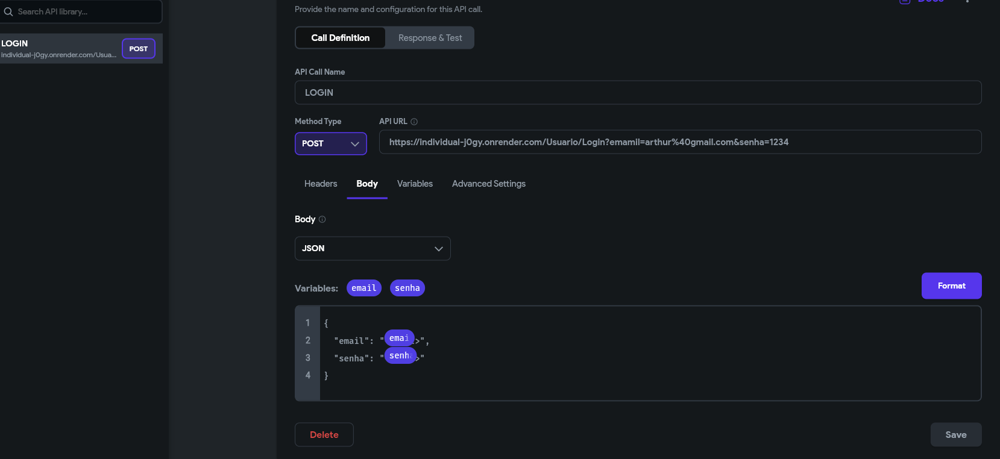 Search API library...
Provide the name and configuration for this API call.
Docs
Call Definition
Response & Test
LOGIN
individual-j0gy.onrender.com/Usua...
POST
API Call Name
LOGIN
Method Type
API URL
POST
https://individual-j0gy.onrender.com/Usuario/Login?emamil=arthur%40gmail.com&senha=1234
Headers
Body
Variables
Advanced Settings
Body
JSON
Variables:
email
senha
Format
1 {
2 "email": "emai>",
3 "senha": "senha>"
4 }
Delete
Save